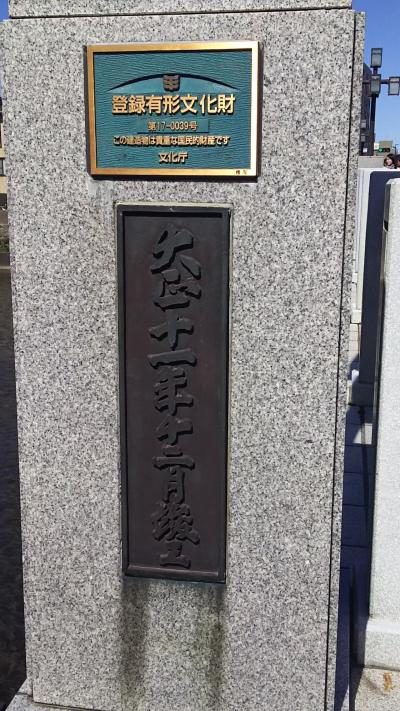 登録有形文化財
第17-0039号
この建造物は貴重な国民的財産です
文化庁
大正十一年十二月竣工